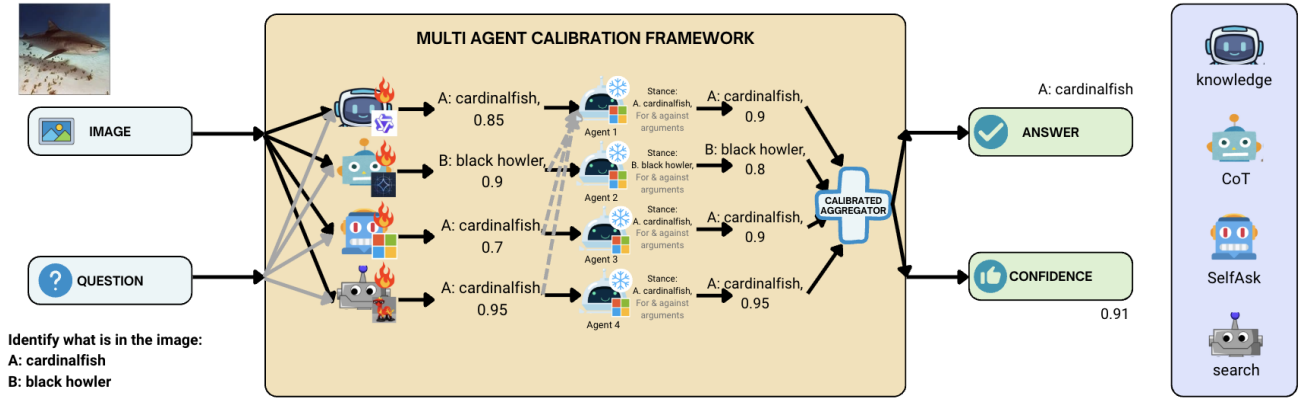 MULTI AGENT CALIBRATION FRAMEWORK
IMAGE
QUESTION
Identify what is in the image:
A: cardinalfish
B: black howler
A: cardinalfish,
0.85
B: black howler,
0.9
A: cardinalfish,
0.7
A: cardinalfish,
0.95
Agent 1
Stance:
A. cardinalfish,
For & against
arguments
Agent 2
Stance:
B. black howler,
For & against
arguments
Agent 3
Stance:
A. cardinalfish,
For & against
arguments
Agent 4
Stance:
A. cardinalfish,
For & against
arguments
A: cardinalfish,
0.9
B: black howler,
0.8
A: cardinalfish,
0.9
A: cardinalfish,
0.95
CALIBRATED
AGGREGATOR
A: cardinalfish
ANSWER
CONFIDENCE
0.91
knowledge
CoT
SelfAsk
search